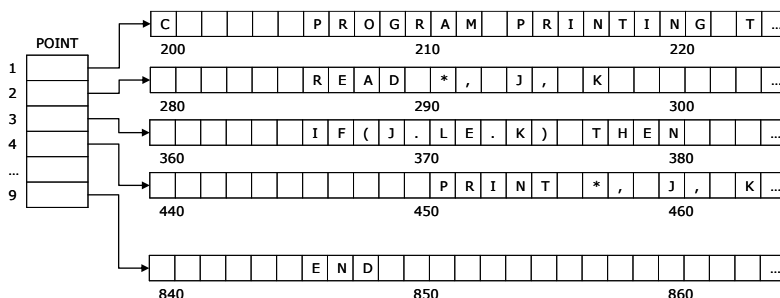 C PROGRAM PRINTING T...
200 210 220
POINT
1
READ *, J, K ...
2
280 290 300
3
IF(J.LE.K) THEN ...
360 370 380
4
PRINT *, J, K...
...
440 450 460
9
END ...
840 850 860